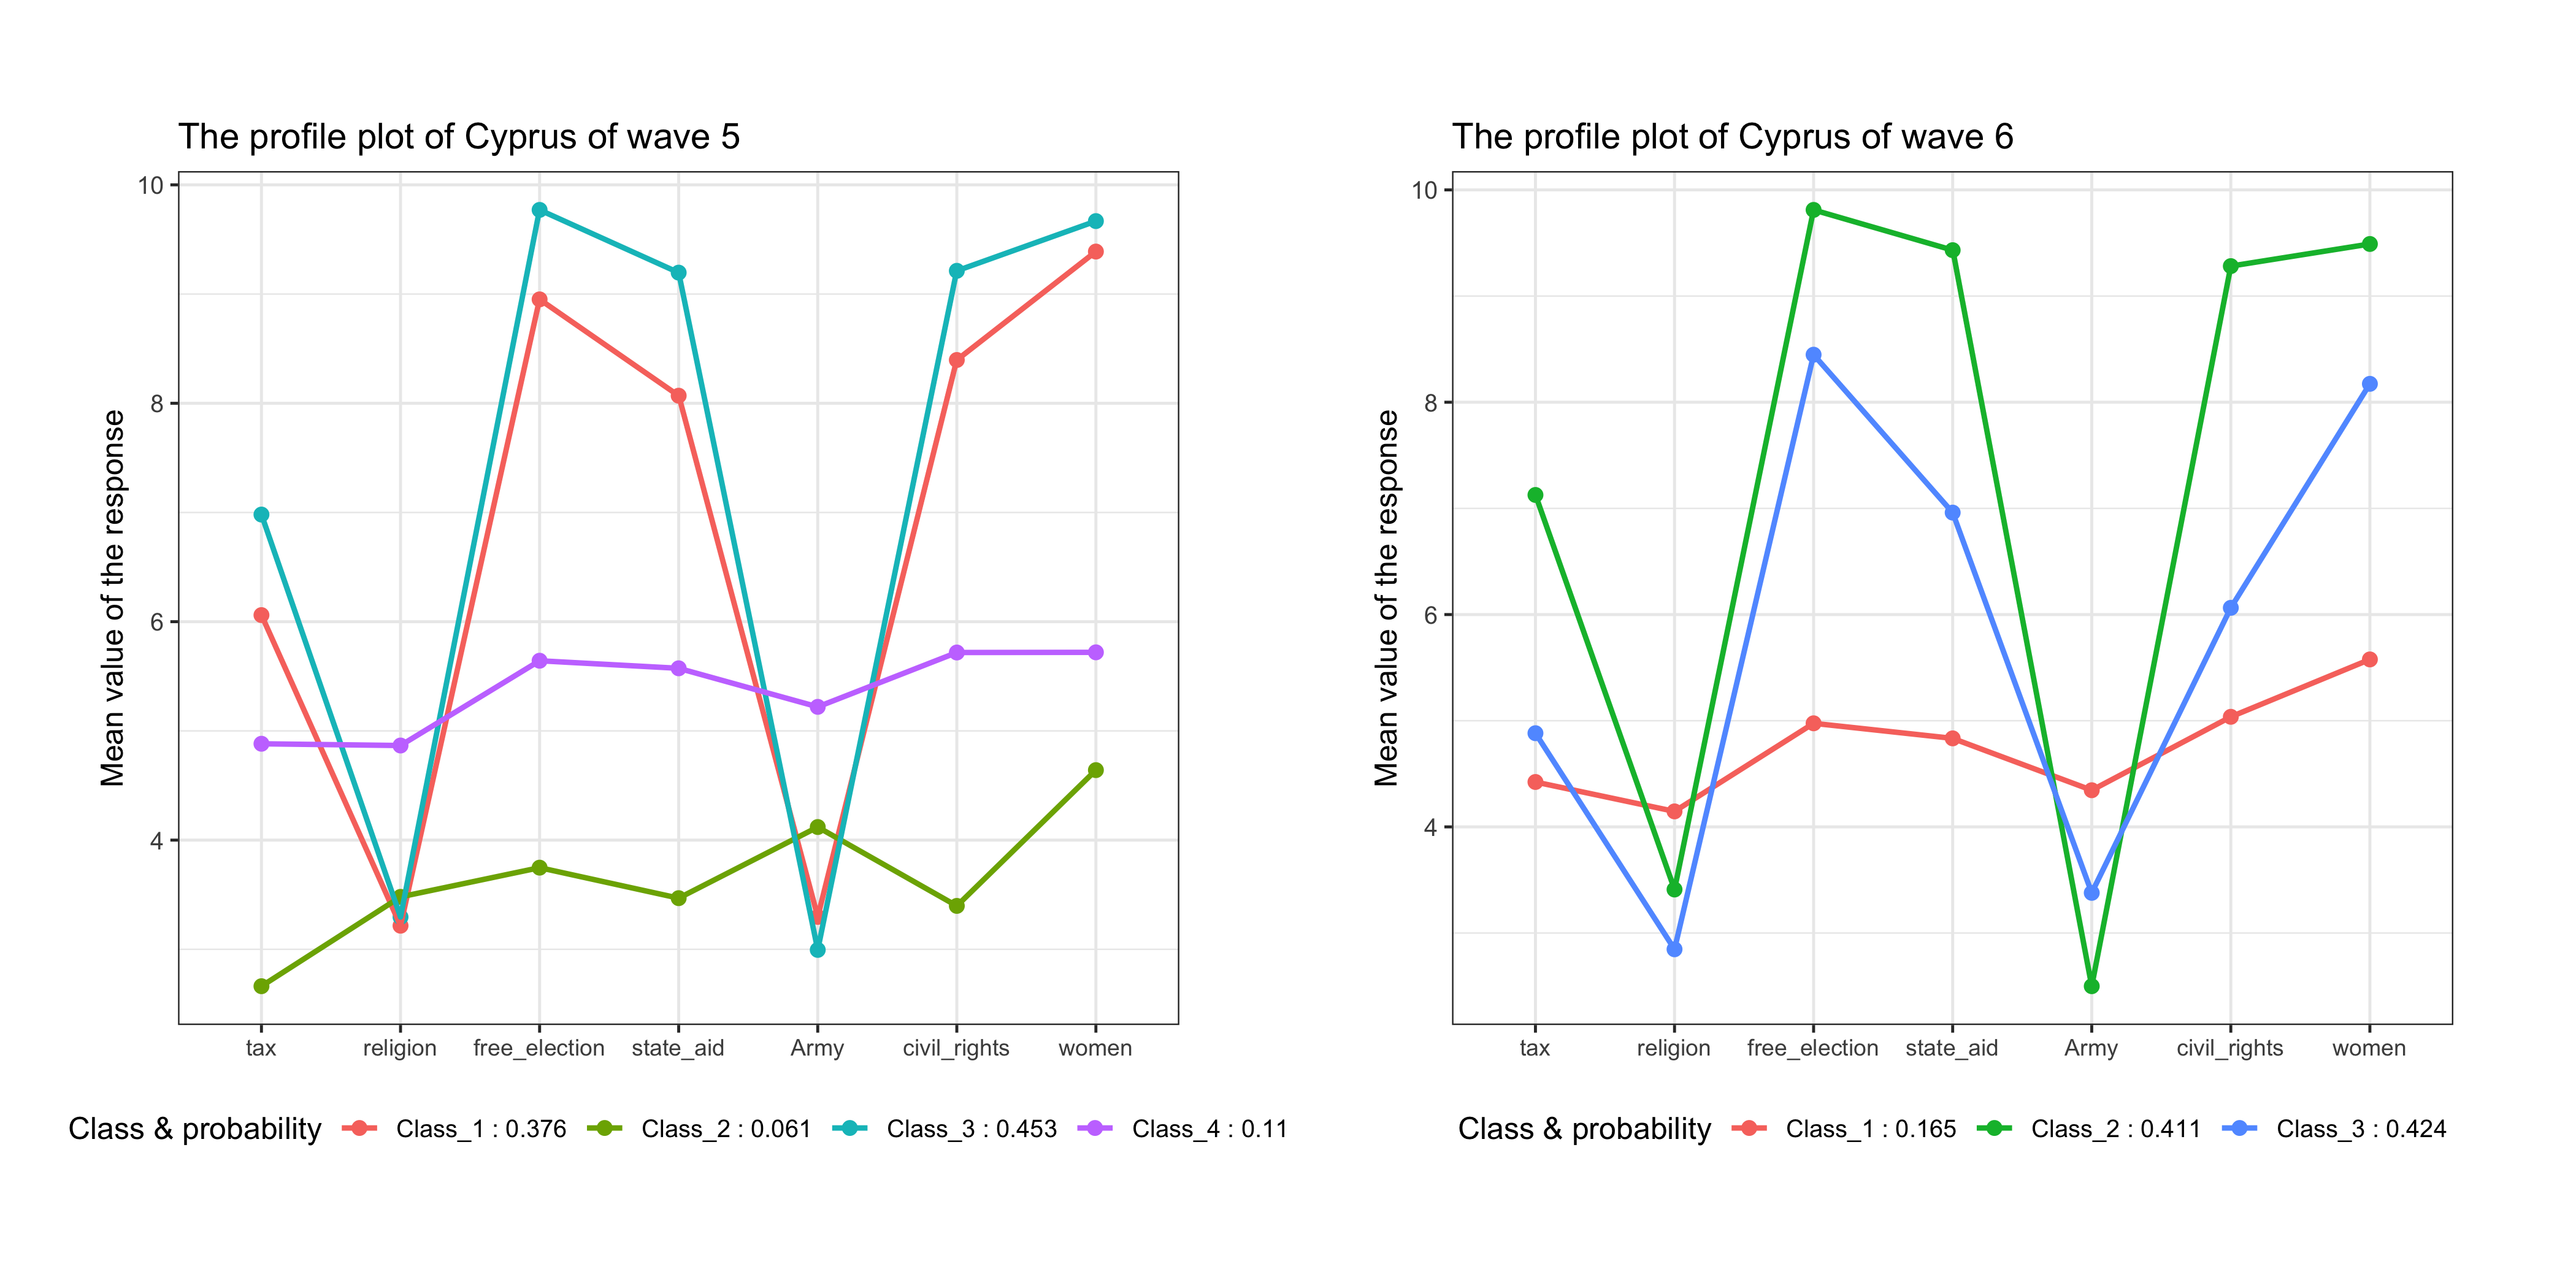 The profile plot of Cyprus of wave 5
Mean value of the response
10
8
6
4
tax religion free_election state_aid Army civil_rights women
Class & probability Class_1 : 0.376 Class_2 : 0.061 Class_3 : 0.453 Class_4 : 0.11
The profile plot of Cyprus of wave 6
Mean value of the response
10
8
6
4
tax religion free_election state_aid Army civil_rights women
Class & probability Class_1 : 0.165 Class_2 : 0.411 Class_3 : 0.424